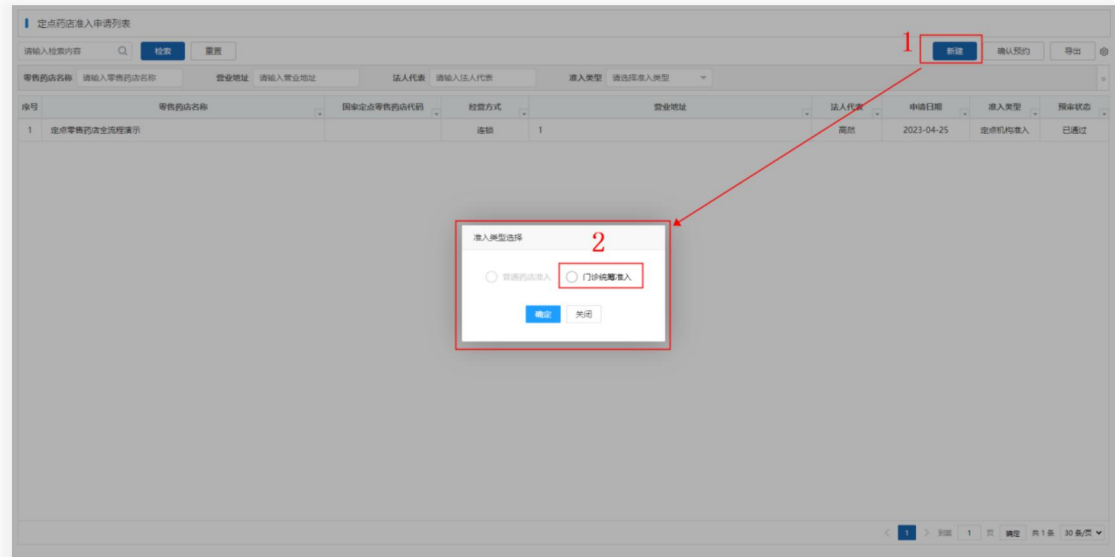 定点药店准入申请列表
请输入检索内容 检索 重置 1 新建 确认预约 导出
零售药店名称 请输入零售药店名称 营业地址 请输入营业地址 法人代表 请输入法人代表 准入类型 请选择准入类型
序号 零售药店名称 国家定点零售药店代码 经营方式 营业地址 法人代表 申请日期 准入类型 预审状态
1 定点零售药店全流程演示 连锁 1 高然 2023-04-25 定点机构准入 已通过
准入类型选择 2
普通药店准入 门诊统筹准入
确定 关闭
1 到第 1 页 确定 共 1 条 30 条/页